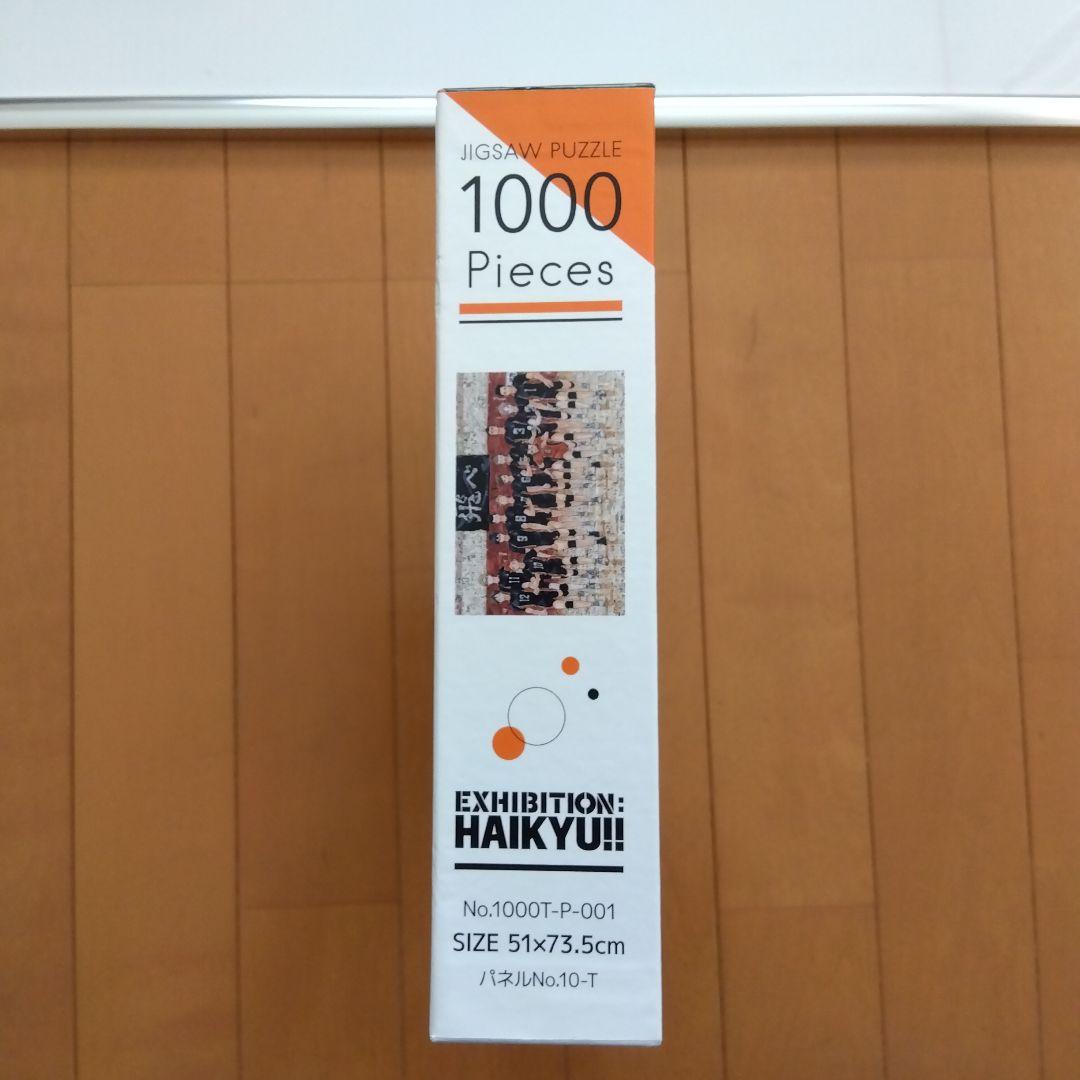 JIGSAW PUZZLE
1000
Pieces
飛べ
EXHIBITION:
HAIKYU!!
No.1000T-P-001
SIZE 51×73.5cm
パネルNo.10-T